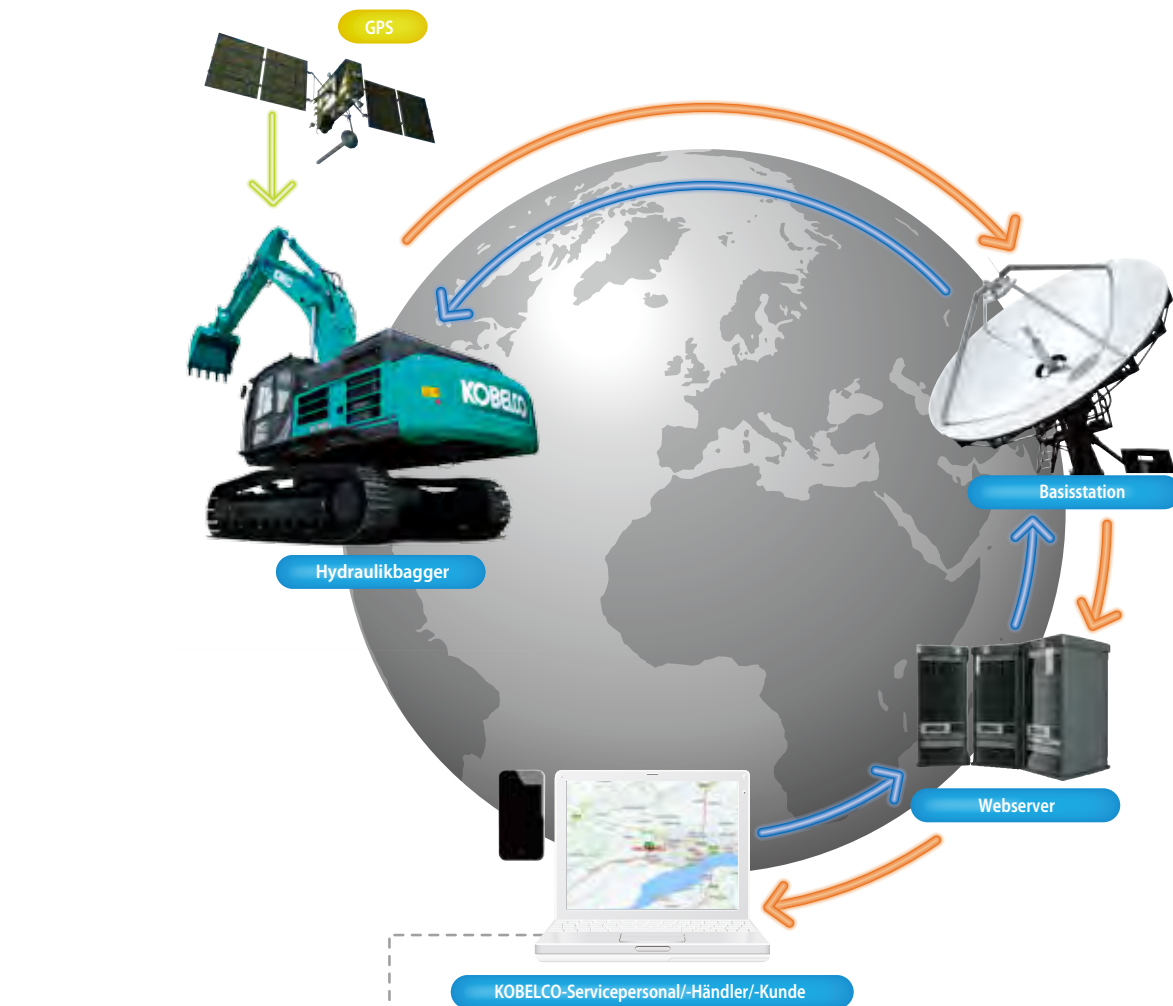 GPS
KOBELCO
Basisstation
Hydraulikbagger
Webserver
KOBELCO-Servicepersonal/-Händler/-Kunde